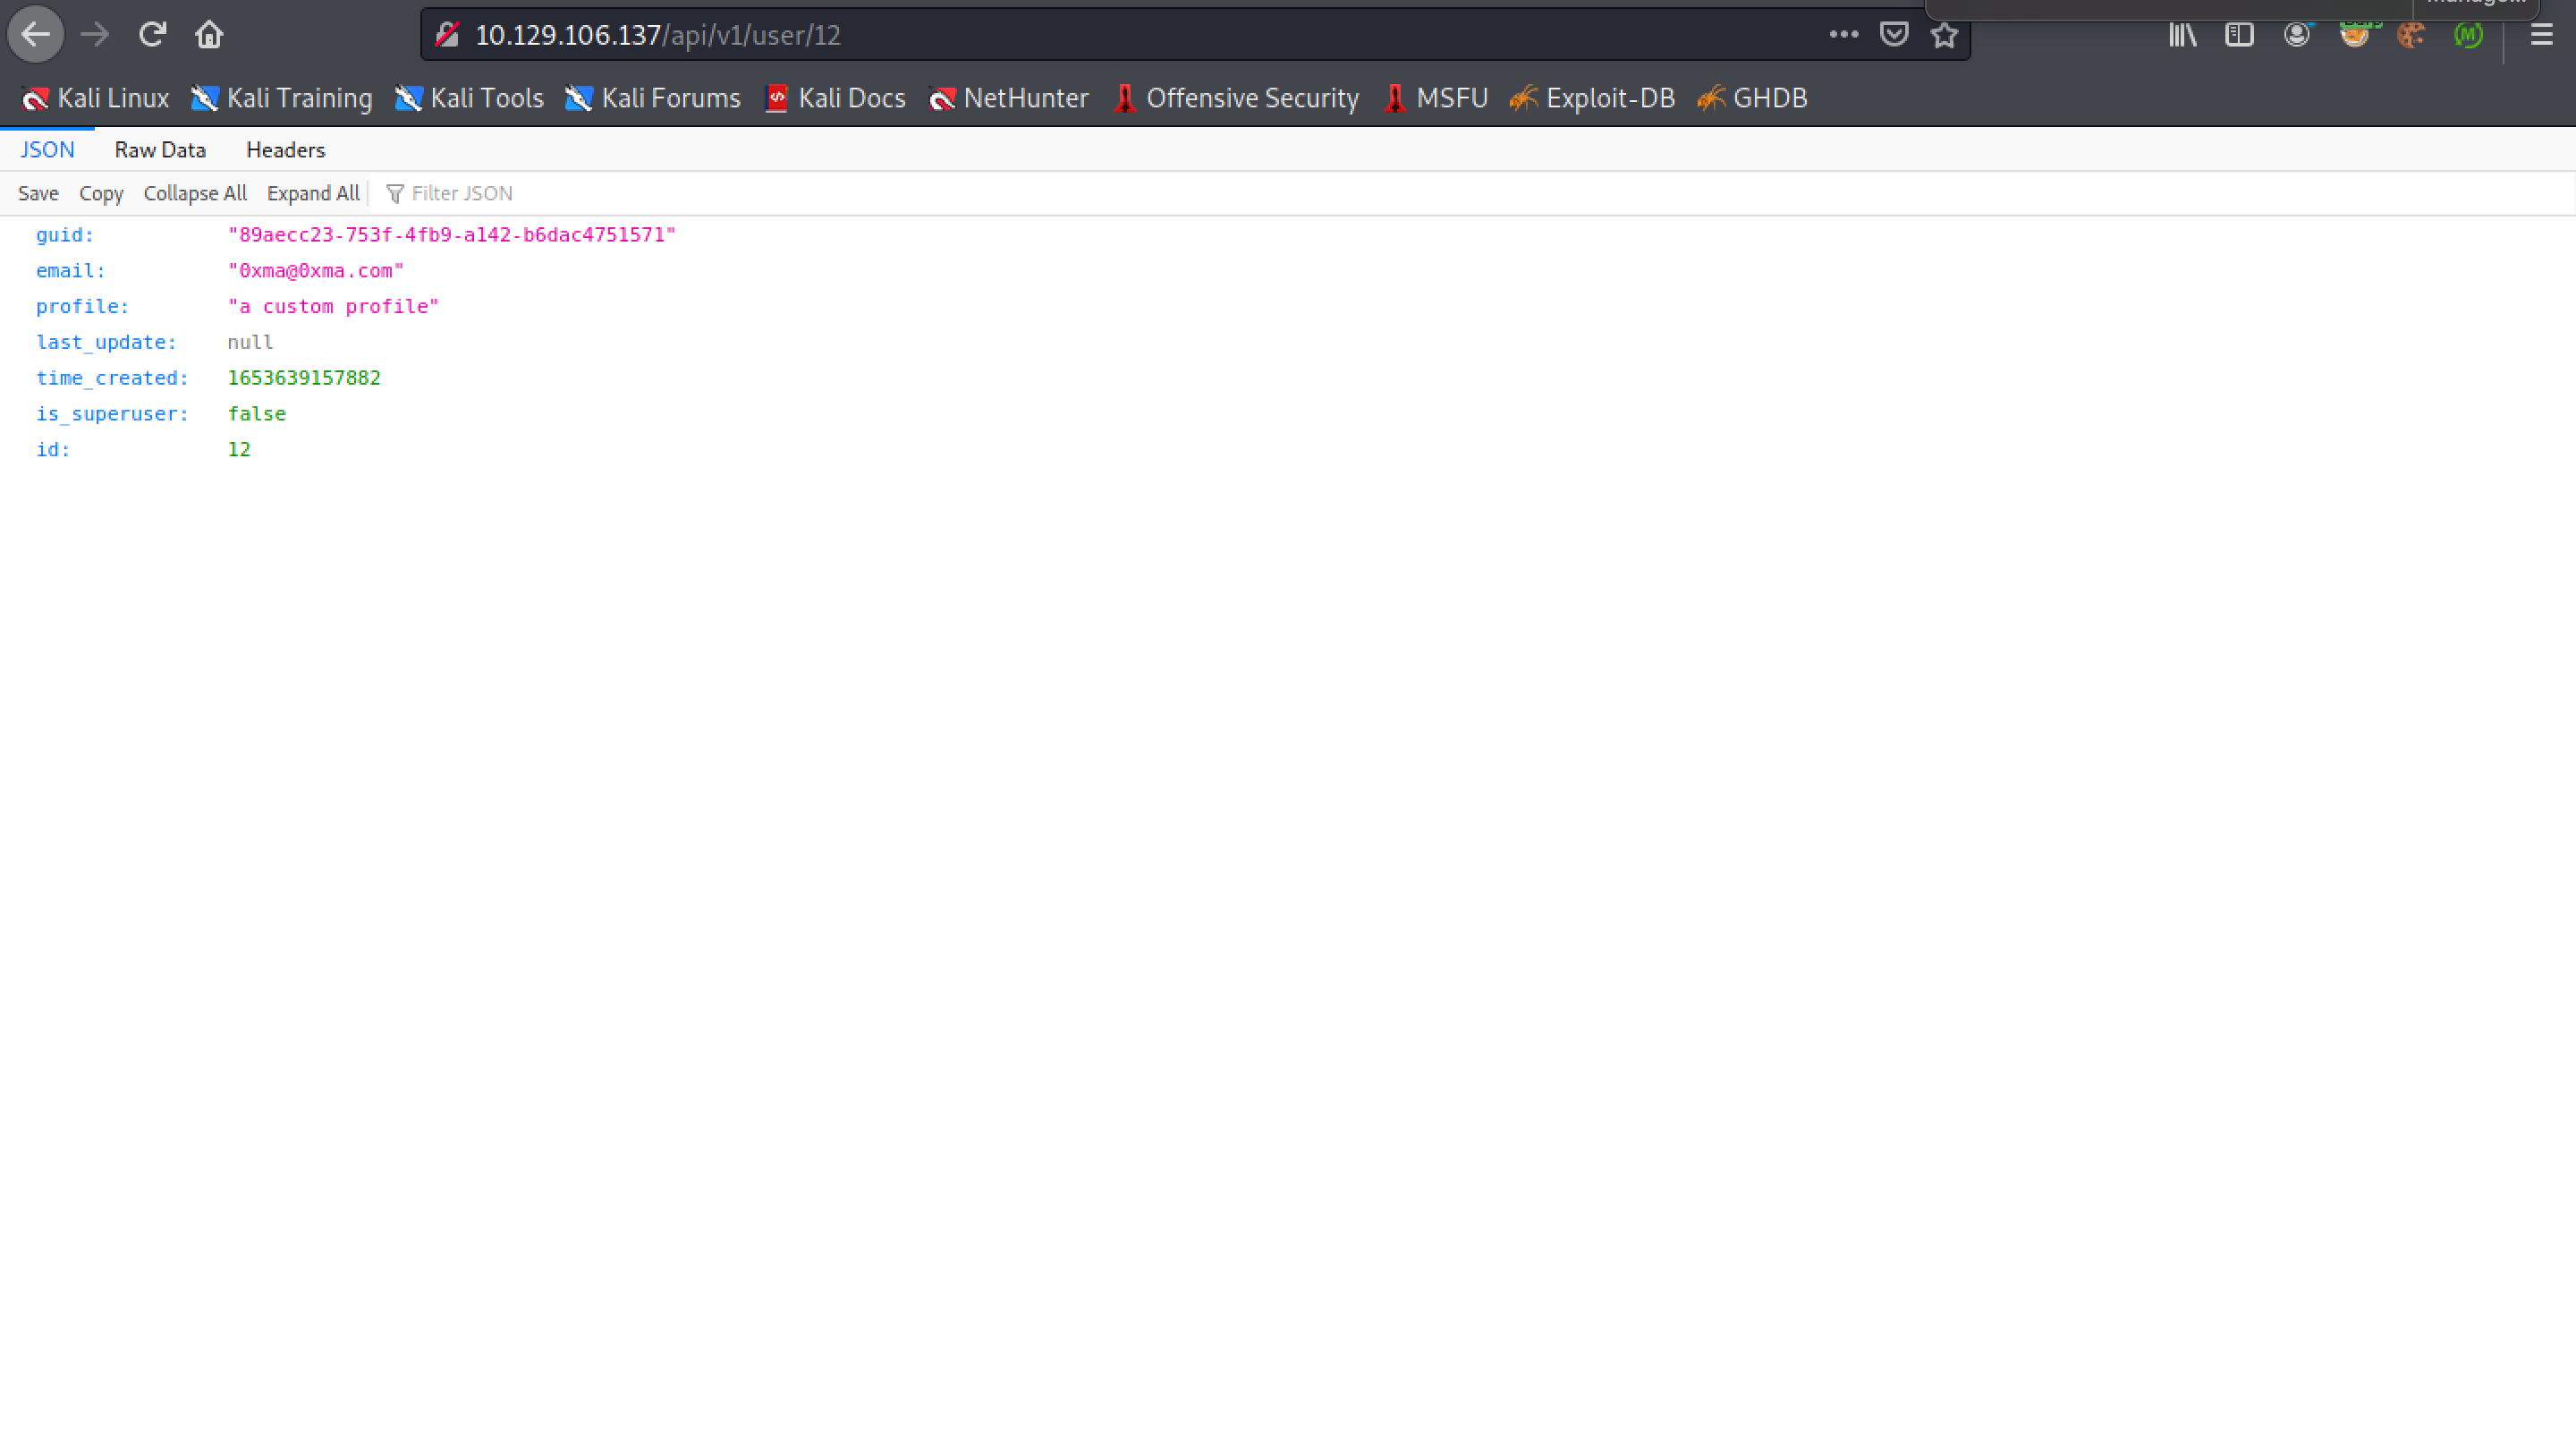 10.129.106.137/api/v1/user/12
Kali Linux Kali Training Kali Tools Kali Forums Kali Docs NetHunter Offensive Security MSFU Exploit-DB GHDB
JSON Raw Data Headers
Save Copy Collapse All Expand All Filter JSON
guid: "89aecc23-753f-4fb9-a142-b6dac4751571"
email: "0xma@0xma.com"
profile: "a custom profile"
last_update: null
time_created: 1653639157882
is_superuser: false
id: 12